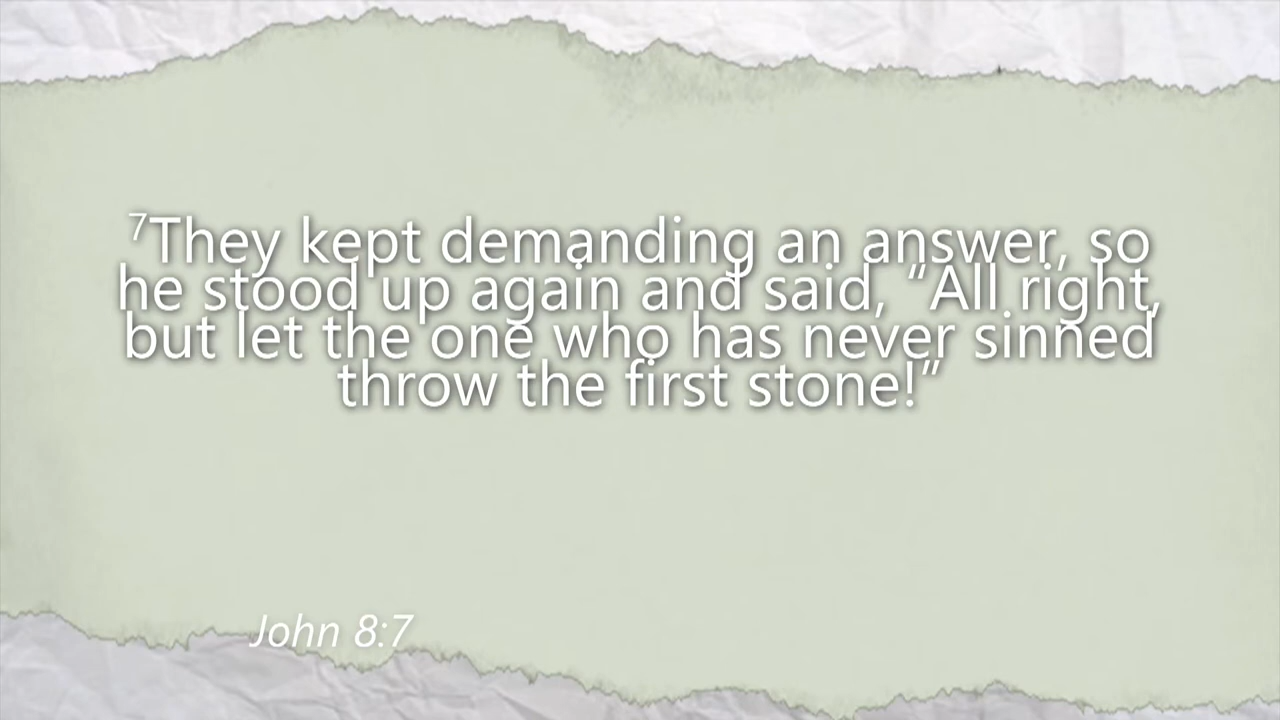 ⁷They kept demanding an answer, so
he stood up again and said, “All right,
but let the one who has never sinned
throw the first stone!”
John 8:7